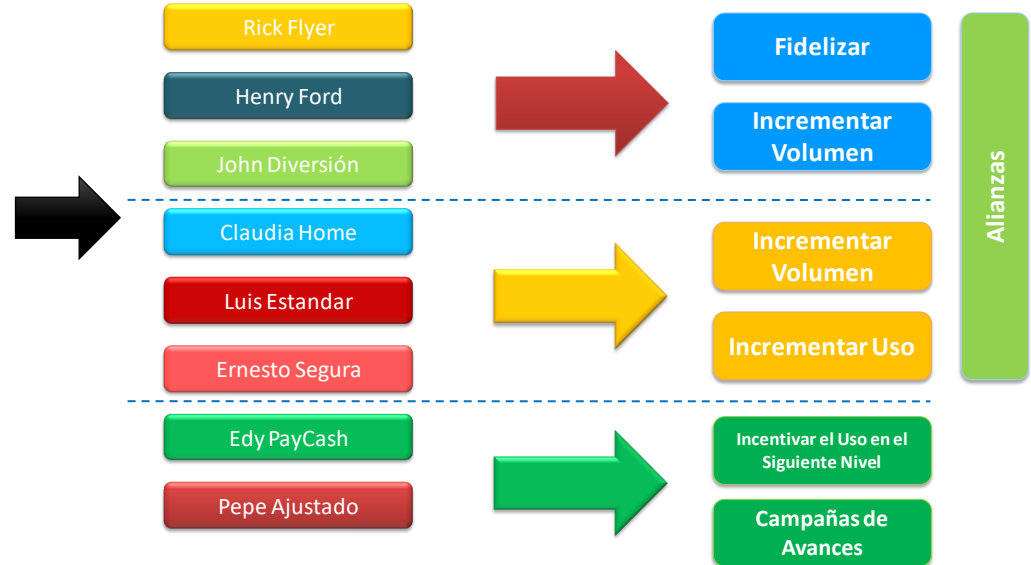 Rick Flyer
Henry Ford
John Diversión
Claudia Home
Luis Estandar
Ernesto Segura
Edy PayCash
Pepe Ajustado
Fidelizar
Incrementar
Volumen
Incrementar
Volumen
Incrementar Uso
Incentivar el Uso en el
Siguiente Nivel
Campañas de
Avances
Alianzas